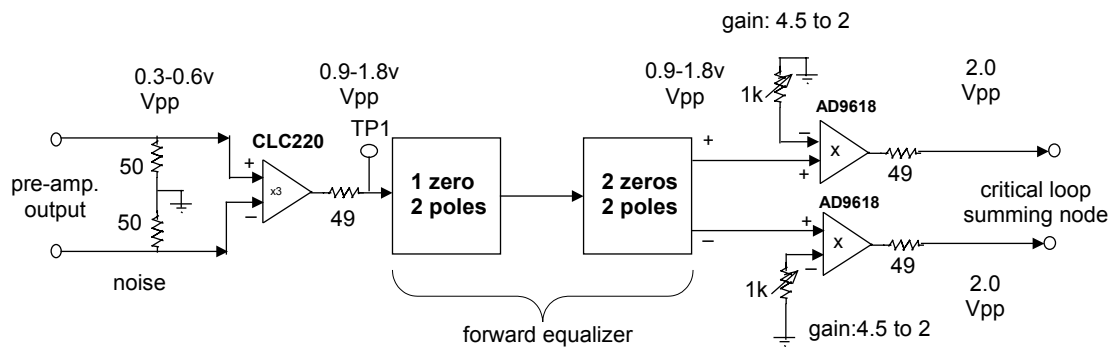 gain: 4.5 to 2
0.3-0.6v
Vpp
0.9-1.8v
Vpp
0.9-1.8v
Vpp
2.0
Vpp
1k
AD9618
TP1
CLC220
+
−
x
+
49
50
+
x3
−
49
1 zero
2 poles
2 zeros
2 poles
pre-amp.
output
50
critical loop
summing node
AD9618
−
+
x
−
49
noise
1k
2.0
Vpp
gain:4.5 to 2
forward equalizer